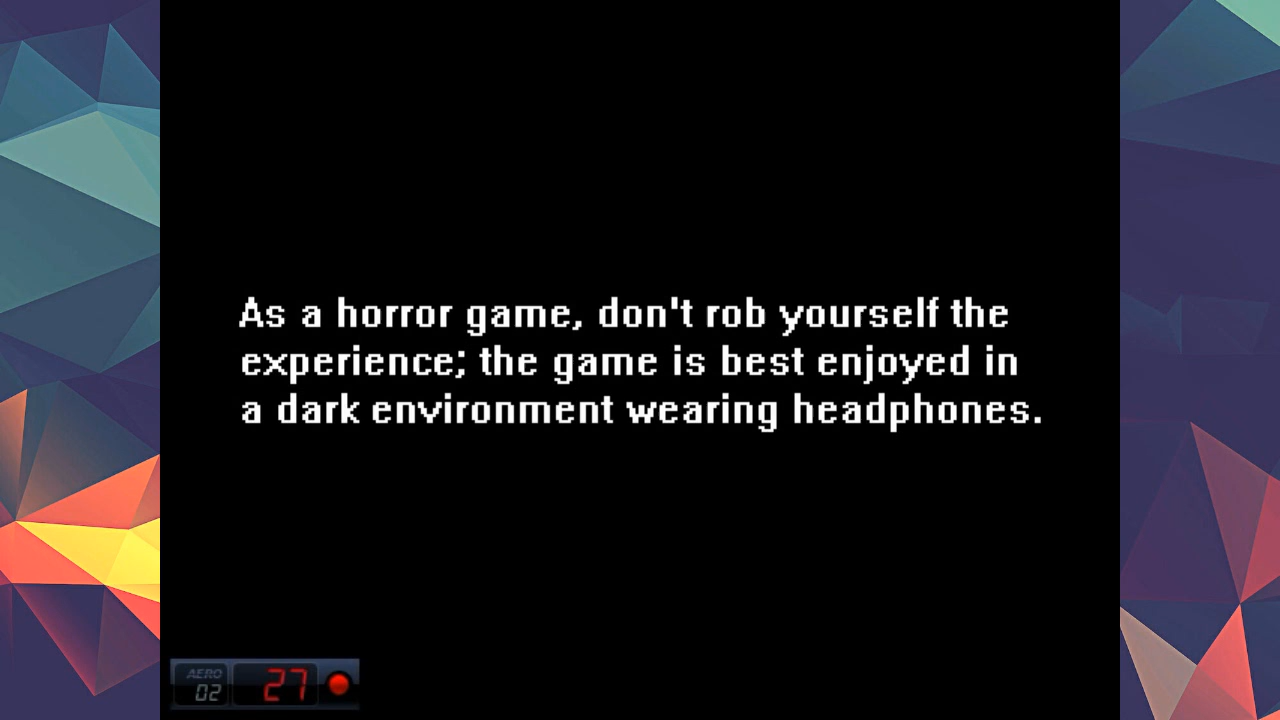 As a horror game, don't rob yourself the
experience; the game is best enjoyed in
a dark environment wearing headphones.
AERO
02
27